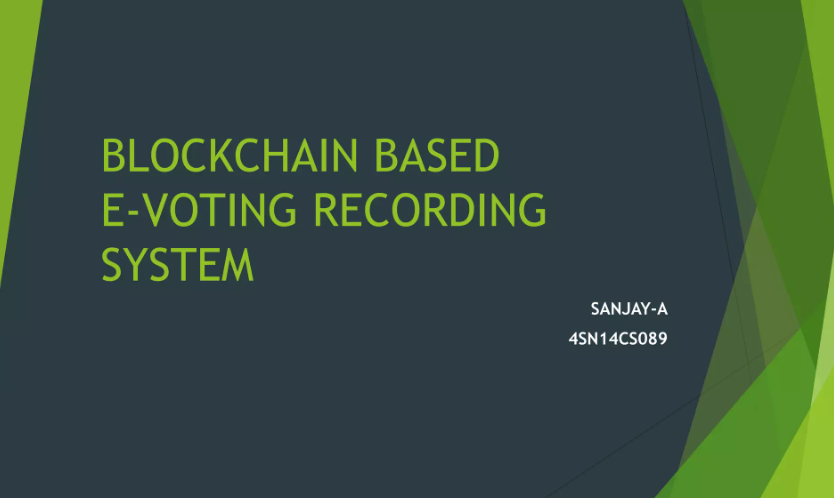 BLOCKCHAIN BASED
E-VOTING RECORDING
SYSTEM
SANJAY-A
4SN14CS089